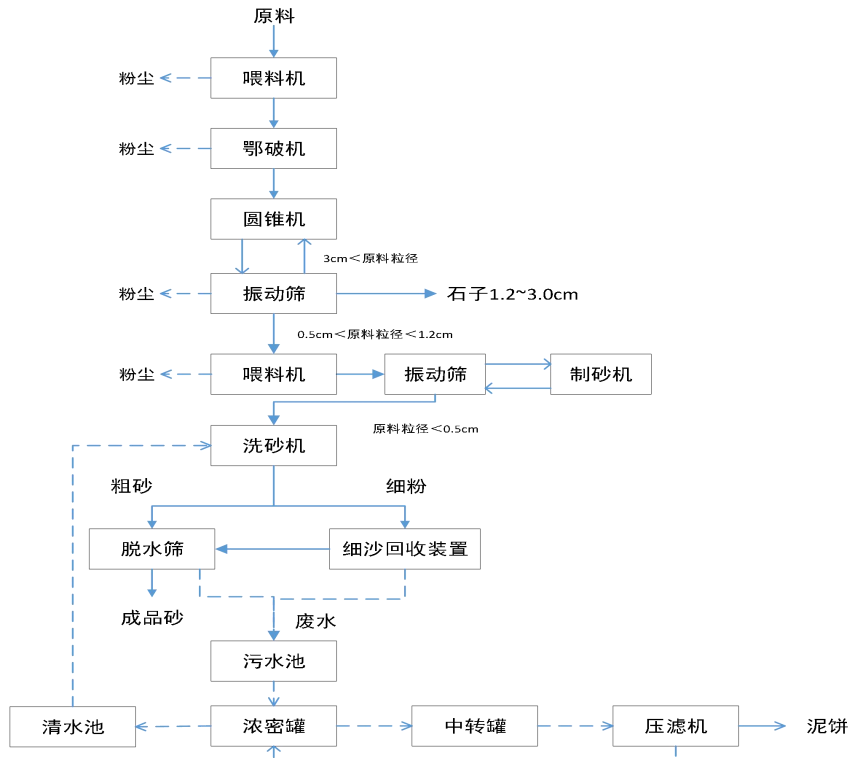 原料
粉尘
喂料机
粉尘
鄂破机
圆锥机
3cm＜原料粒径
粉尘
振动筛
石子1.2~3.0cm
0.5cm＜原料粒径＜1.2cm
粉尘
喂料机
振动筛
制砂机
原料粒径＜0.5cm
洗砂机
粗砂
细粉
脱水筛
细沙回收装置
成品砂
废水
污水池
清水池
浓密罐
中转罐
压滤机
泥饼